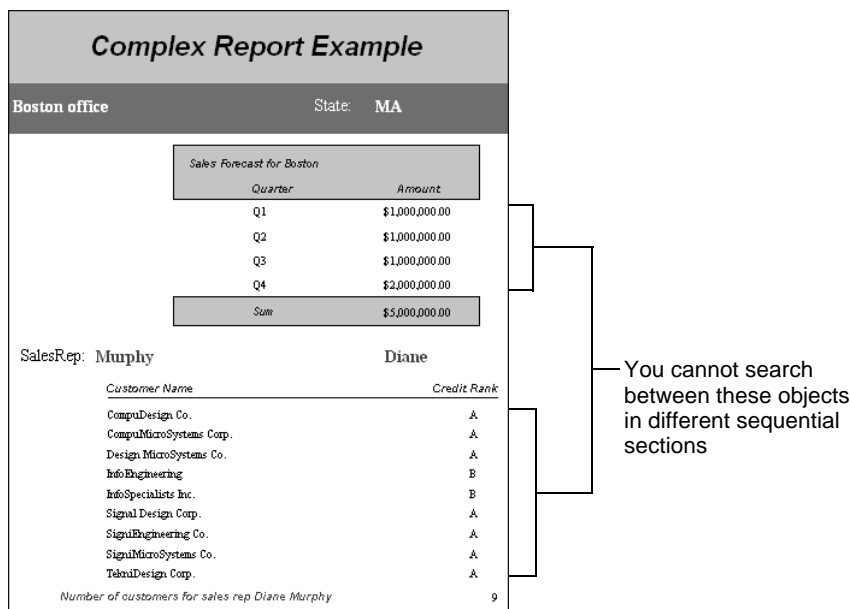 Complex Report Example
Boston office State: MA
Sales Forecast for Boston
Quarter Amount
Q1 $1,000,000.00
Q2 $1,000,000.00
Q3 $1,000,000.00
Q4 $2,000,000.00
Sum $5,000,000.00
SalesRep: Murphy Diane
Customer Name Credit Rank
CompuDesign Co. A
CompuMicroSystems Corp. A
Design MicroSystems Co. A
InfoEngineering B
InfoSpecialists Inc. B
Signal Design Corp. A
SigniEngineering Co. A
SigniMicroSystems Co. A
TekniDesign Corp. A
Number of customers for sales rep Diane Murphy 9
You cannot search
between these objects
in different sequential
sections